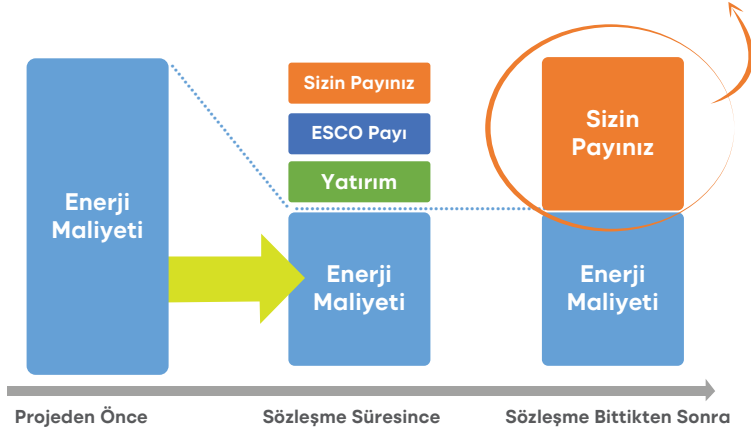 Enerji
Maliyeti
Sizin Payınız
ESCO Payı
Yatırım
Enerji
Maliyeti
Sizin
Payınız
Enerji
Maliyeti
Projeden Önce
Sözleşme Süresince
Sözleşme Bittikten Sonra